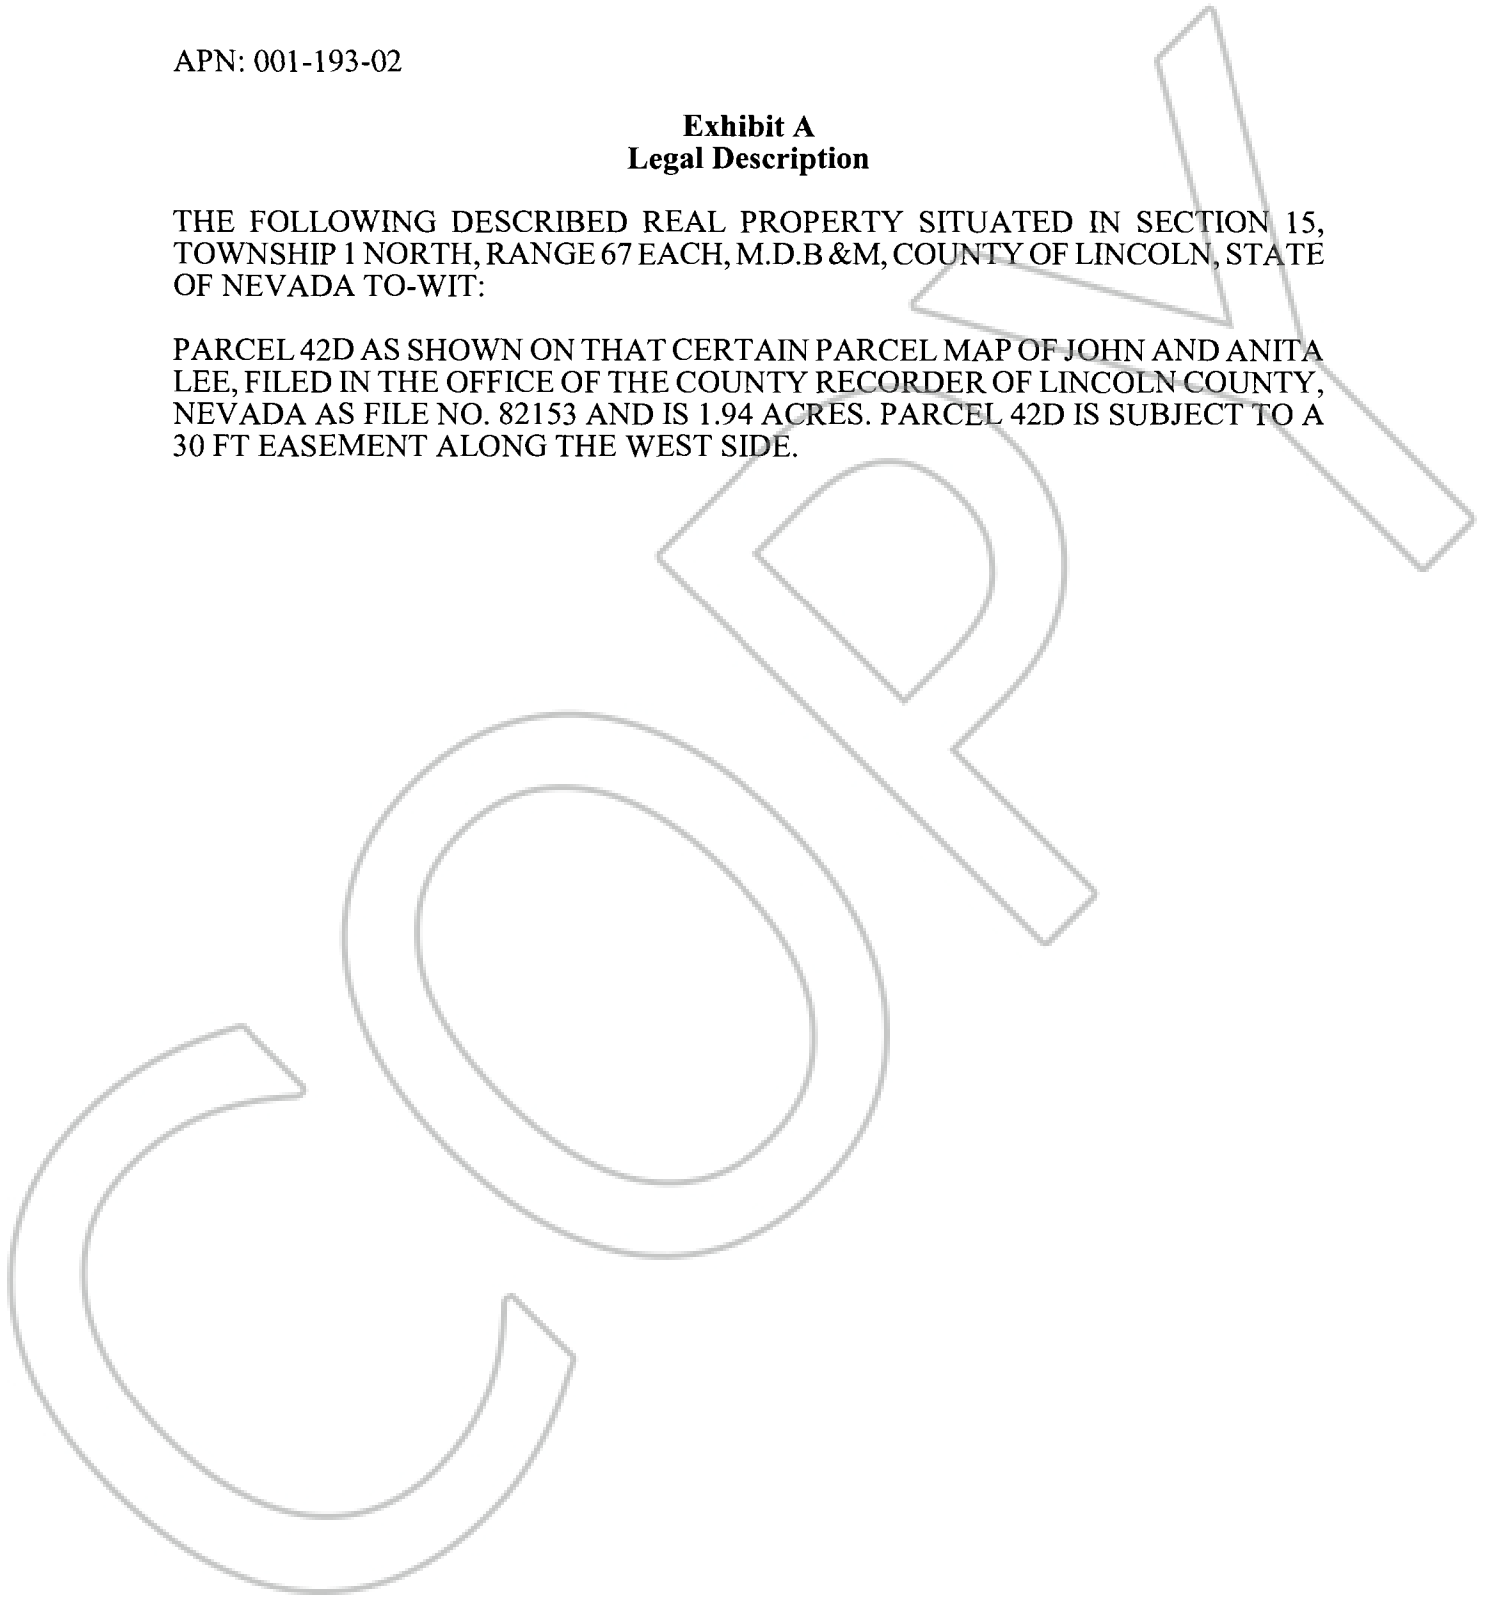 APN: 001-193-02
Exhibit A
Legal Description
THE FOLLOWING DESCRIBED REAL PROPERTY SITUATED IN SECTION 15,
TOWNSHIP 1 NORTH, RANGE 67 EACH, M.D.B &M, COUNTY OF LINCOLN, STATE
OF NEVADA TO-WIT:
PARCEL 42D AS SHOWN ON THAT CERTAIN PARCEL MAP OF JOHN AND ANITA
LEE, FILED IN THE OFFICE OF THE COUNTY RECORDER OF LINCOLN COUNTY,
NEVADA AS FILE NO. 82153 AND IS 1.94 ACRES. PARCEL 42D IS SUBJECT TO A
30 FT EASEMENT ALONG THE WEST SIDE.
COPY